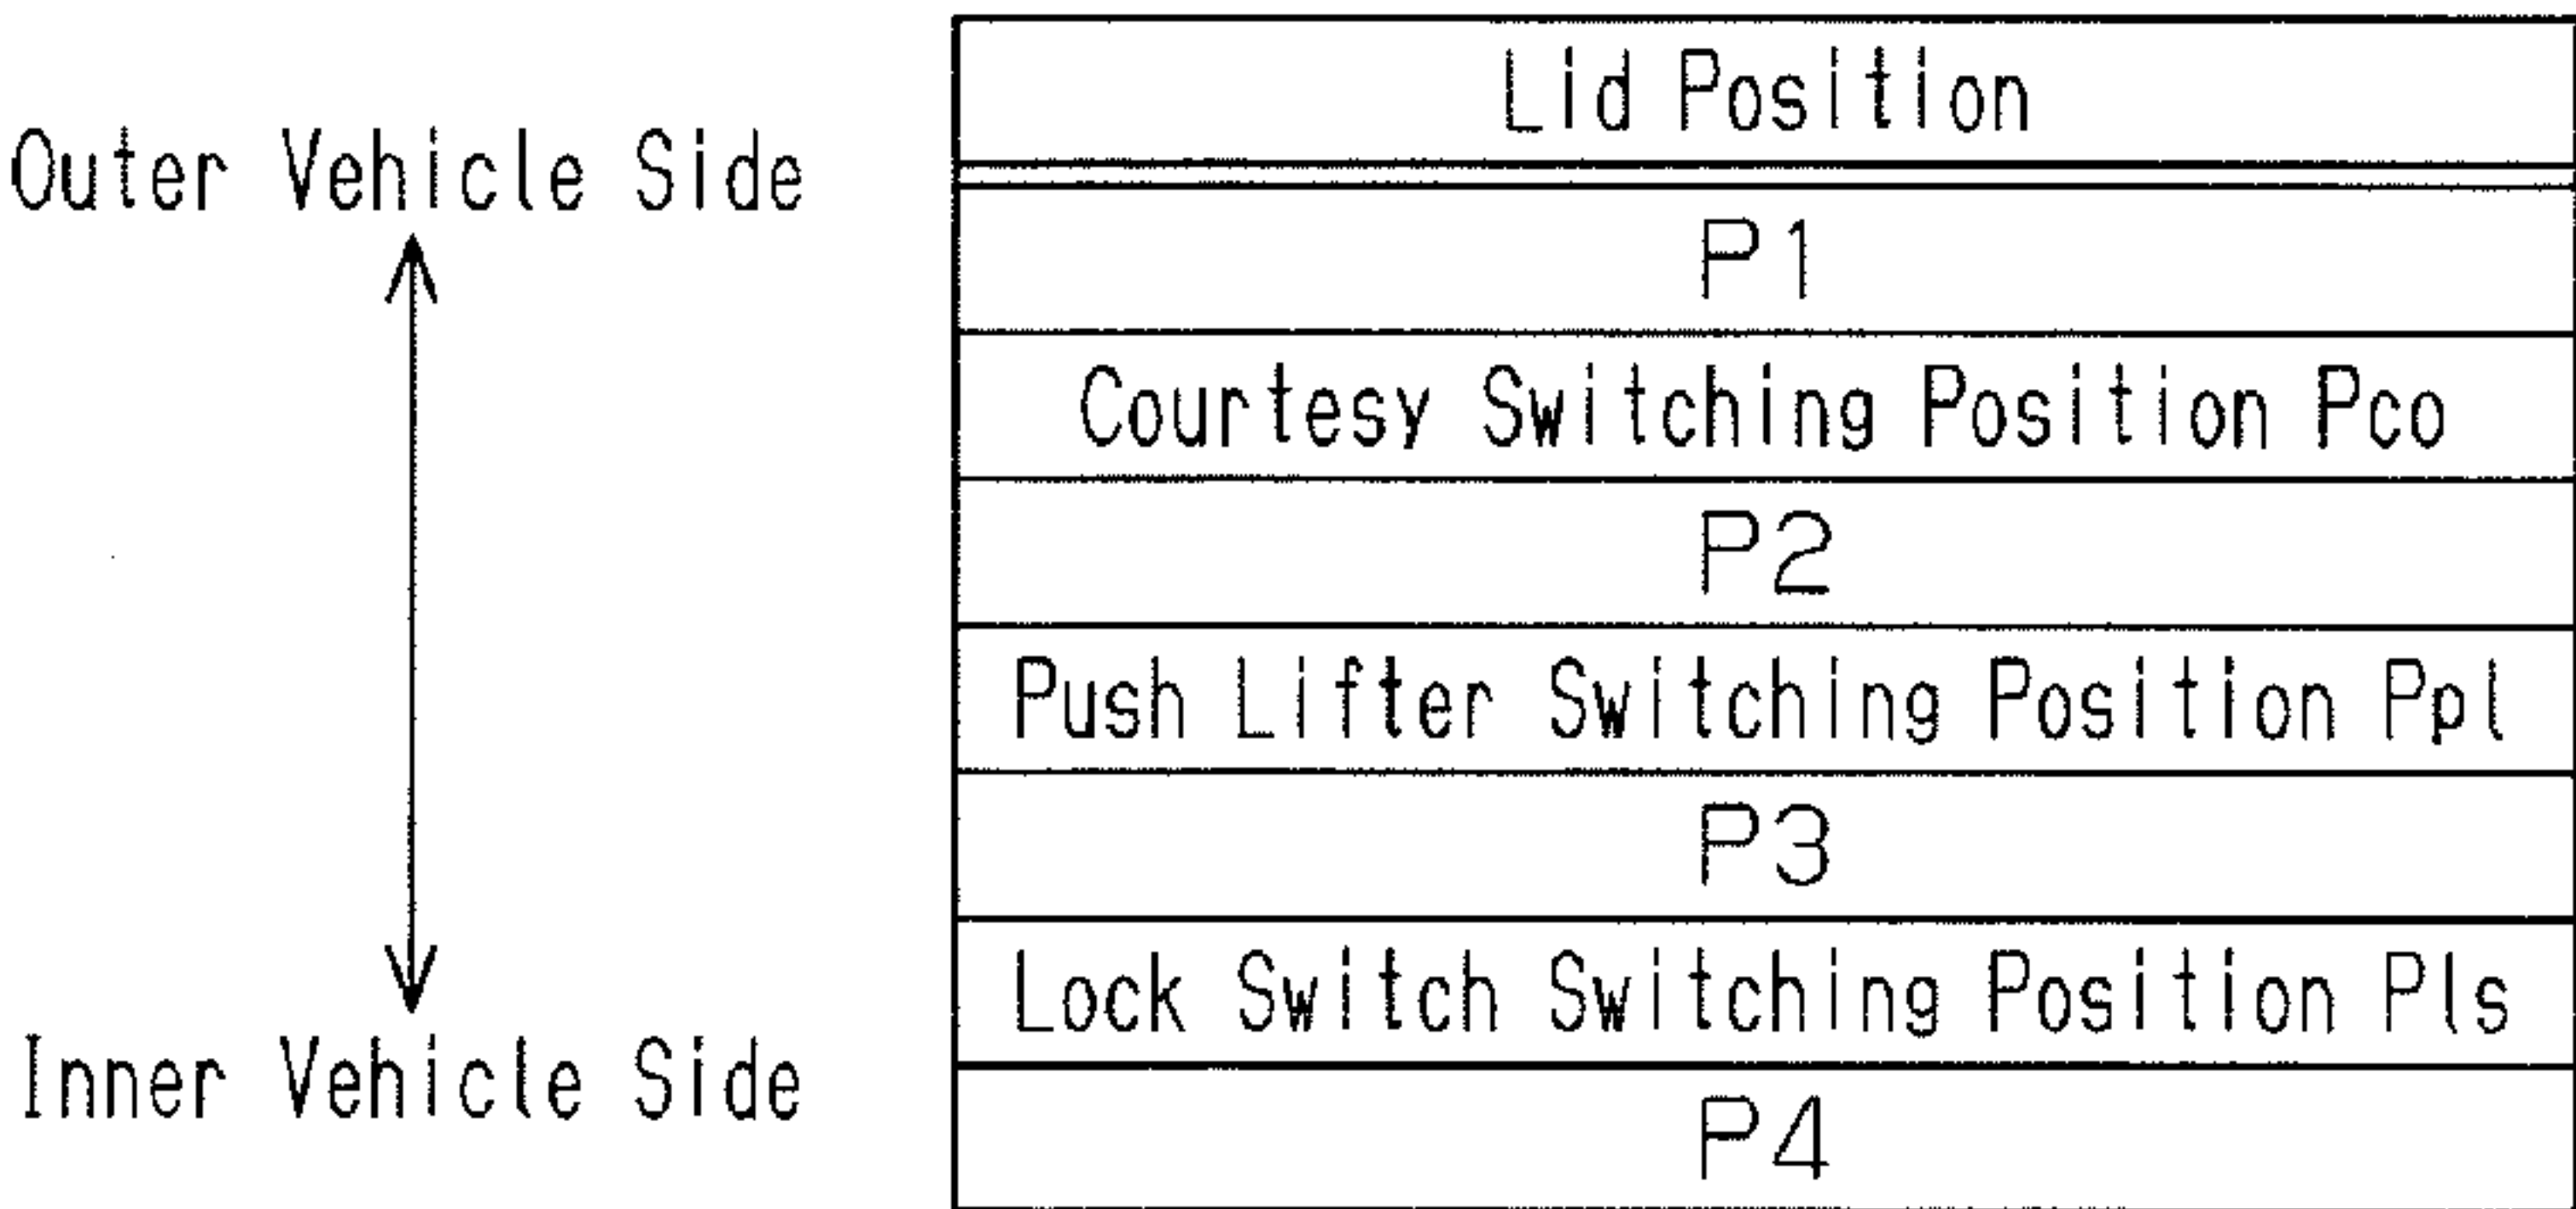 Lid Position
Outer Vehicle Side
P1
Courtesy Switching Position Pco
P2
Push Lifter Switching Position Ppl
P3
Lock Switch Switching Position Pls
Inner Vehicle Side
P4